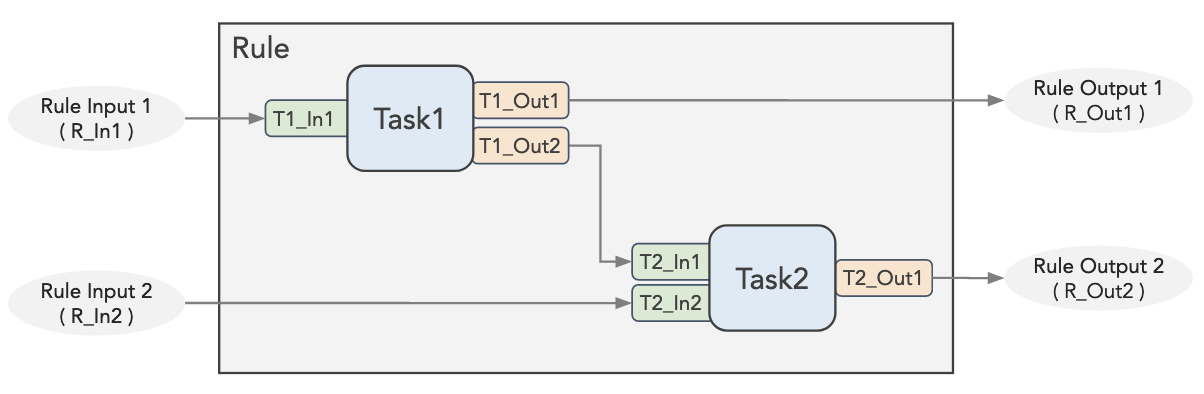 Rule
Rule Input 1
( R_In1 )
T1_In1
Task1
T1_Out1
T1_Out2
Rule Output 1
( R_Out1 )
Rule Input 2
( R_In2 )
T2_In1
T2_In2
Task2
T2_Out1
Rule Output 2
( R_Out2 )